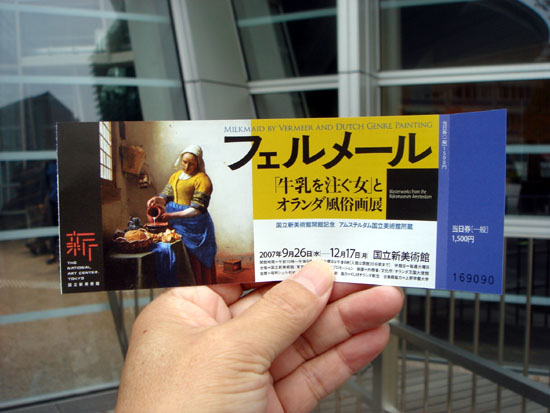 MILKMAID BY VERMEER AND DUTCH GENRE PAINTING
フェルメール
「牛乳を注ぐ女」と
オランダ風俗画展
Masterworks from the
Rijksmuseum Amsterdam
国立新美術館開館記念 アムステルダム国立美術館所蔵
2007年9月26日[水]—12月17日[月] 国立新美術館
新
THE
NATIONAL
ART CENTER,
TOKYO
国立新美術館
当日券[一般]
1,500円
169090